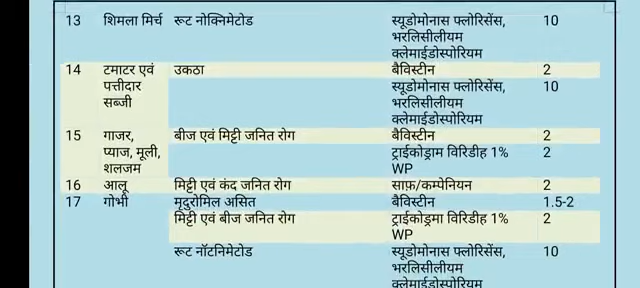 13 शिमला मिर्च रूट नोक्निमेटोड स्यूडोमोनास फ्लोरिसेंस, 10
भरलिसीलीयम
क्लेमाईडोस्पोरियम
14 टमाटर एवं उकठा बैविस्टीन 2
पत्तीदार स्यूडोमोनास फ्लोरिसेंस, 10
सब्जी भरलिसीलीयम
क्लेमाईडोस्पोरियम
15 गाजर, बीज एवं मिट्टी जनित रोग बैविस्टीन 2
प्याज, मूली, ट्राईकोड्राम विरिडीह 1% 2
शलजम WP
16 आलू मिट्टी एवं कंद जनित रोग साफ़/कम्पेनियन 2
17 गोभी मृदुरोमिल असित बैविस्टीन 1.5-2
मिट्टी एवं बीज जनित रोग ट्राईकोड्रमा विरिडीह 1% 2
WP
रूट नॉटनिमेटोड स्यूडोमोनास फ्लोरिसेंस, 10
भरलिसीलीयम
क्लेमाईडोस्पोरियम